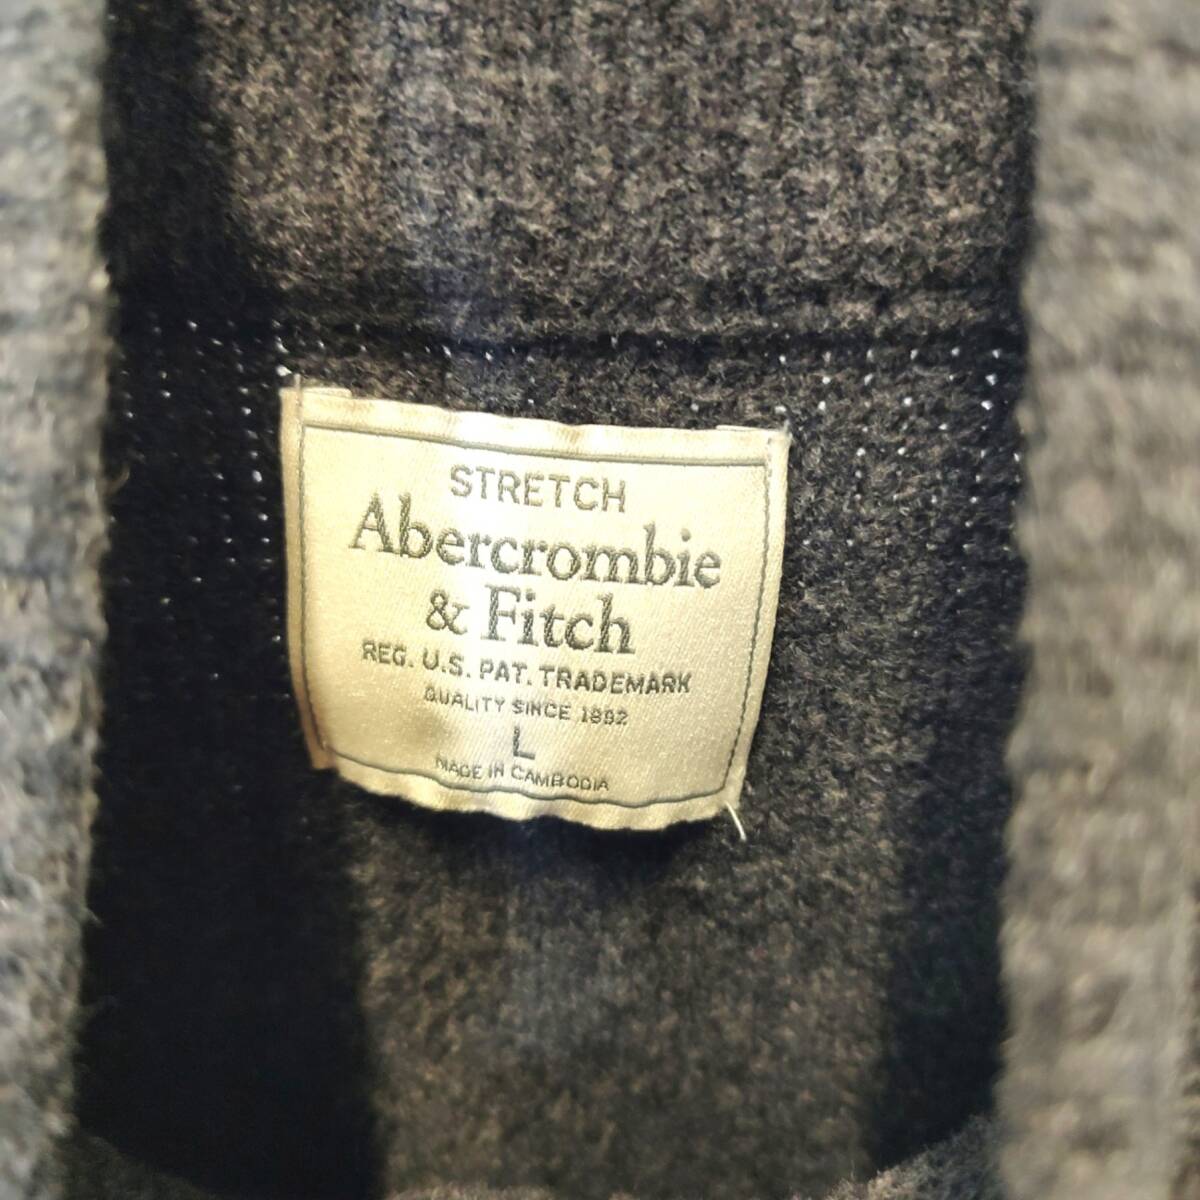 STRETCH
Abercrombie
& Fitch
REG. U.S. PAT. TRADEMARK
QUALITY SINCE 1892
L
MADE IN CAMBODIA